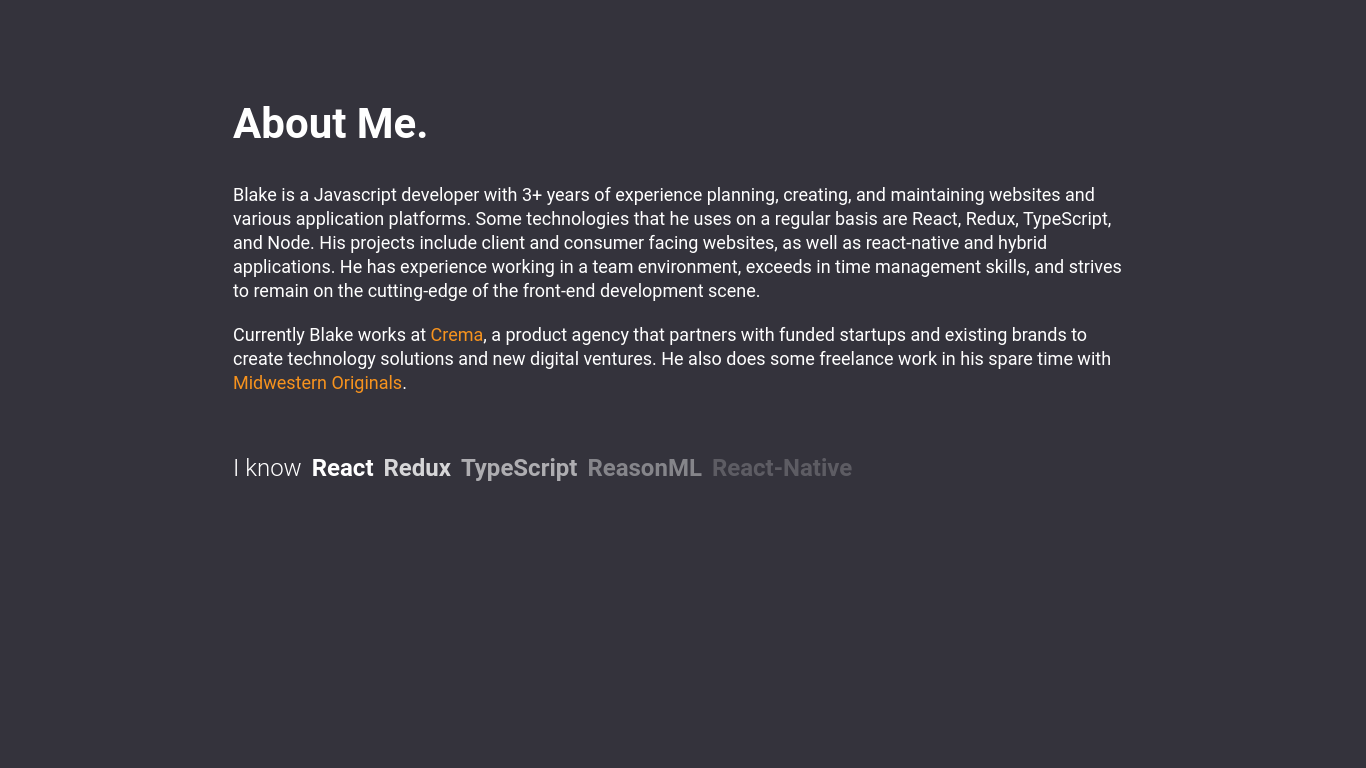 About Me.
Blake is a Javascript developer with 3+ years of experience planning, creating, and maintaining websites and
various application platforms. Some technologies that he uses on a regular basis are React, Redux, TypeScript,
and Node. His projects include client and consumer facing websites, as well as react-native and hybrid
applications. He has experience working in a team environment, exceeds in time management skills, and strives
to remain on the cutting-edge of the front-end development scene.
Currently Blake works at Crema, a product agency that partners with funded startups and existing brands to
create technology solutions and new digital ventures. He also does some freelance work in his spare time with
Midwestern Originals.
I know React Redux TypeScript ReasonML React-Native